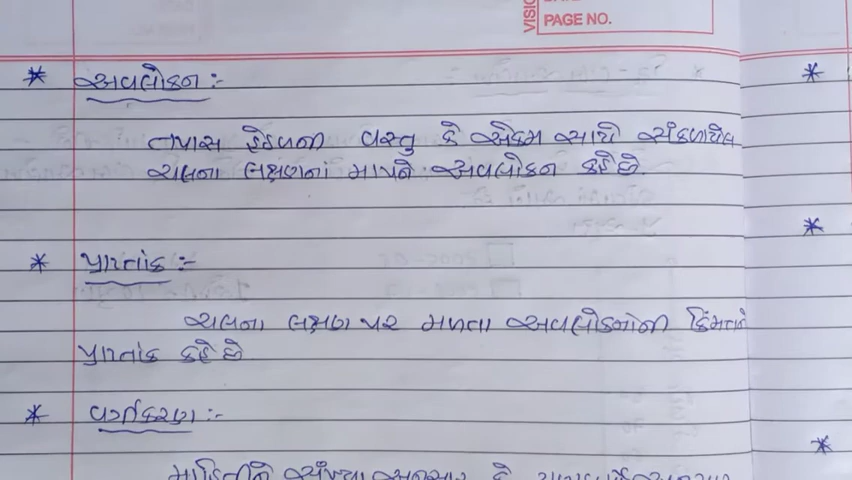 PAGE NO.
* અવલોકન :-
તપાસ હેઠળની વસ્તુ કે એકમ સાથે સંકળાયેલ
ચલના લક્ષણના માપને અવલોકન કહે છે.
* પ્રાપ્તાંક :-
ચલના લક્ષણ પર મળતા અવલોકનોની કિંમતને
પ્રાપ્તાંક કહે છે
* વર્ગીકરણ :-
માહિતીને સંખ્યા અનુસાર કે